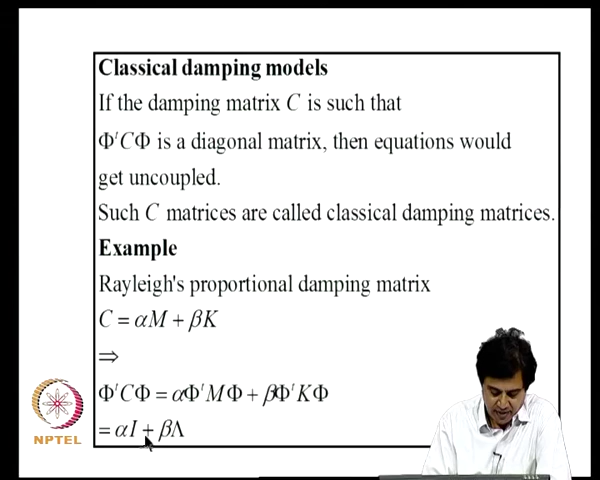 Classical damping models
If the damping matrix C is such that
Φ'CΦ is a diagonal matrix, then equations would
get uncoupled.
Such C matrices are called classical damping matrices.
Example
Rayleigh's proportional damping matrix
C = αM + βK
⇒
Φ'CΦ = αΦ'MΦ + βΦ'KΦ
= αI + βΛ
NPTEL